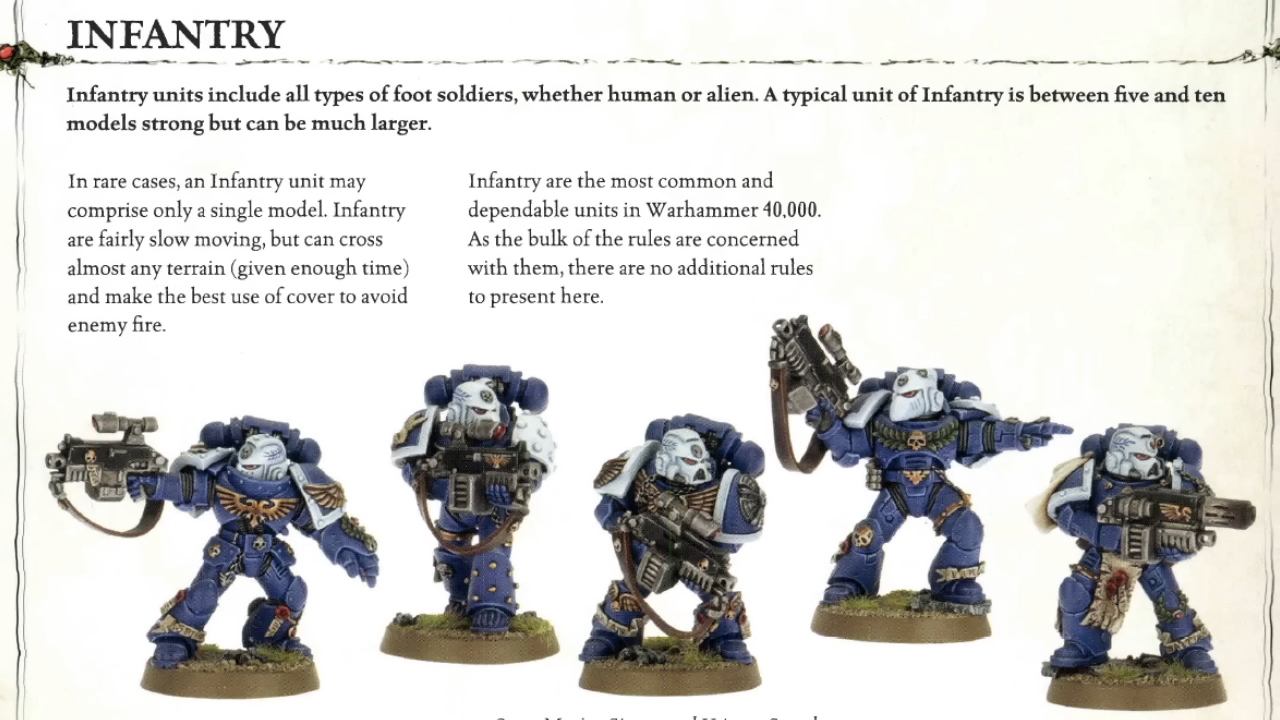 INFANTRY
Infantry units include all types of foot soldiers, whether human or alien. A typical unit of Infantry is between five and ten
models strong but can be much larger.
In rare cases, an Infantry unit may
comprise only a single model. Infantry
are fairly slow moving, but can cross
almost any terrain (given enough time)
and make the best use of cover to avoid
enemy fire.
Infantry are the most common and
dependable units in Warhammer 40,000.
As the bulk of the rules are concerned
with them, there are no additional rules
to present here.